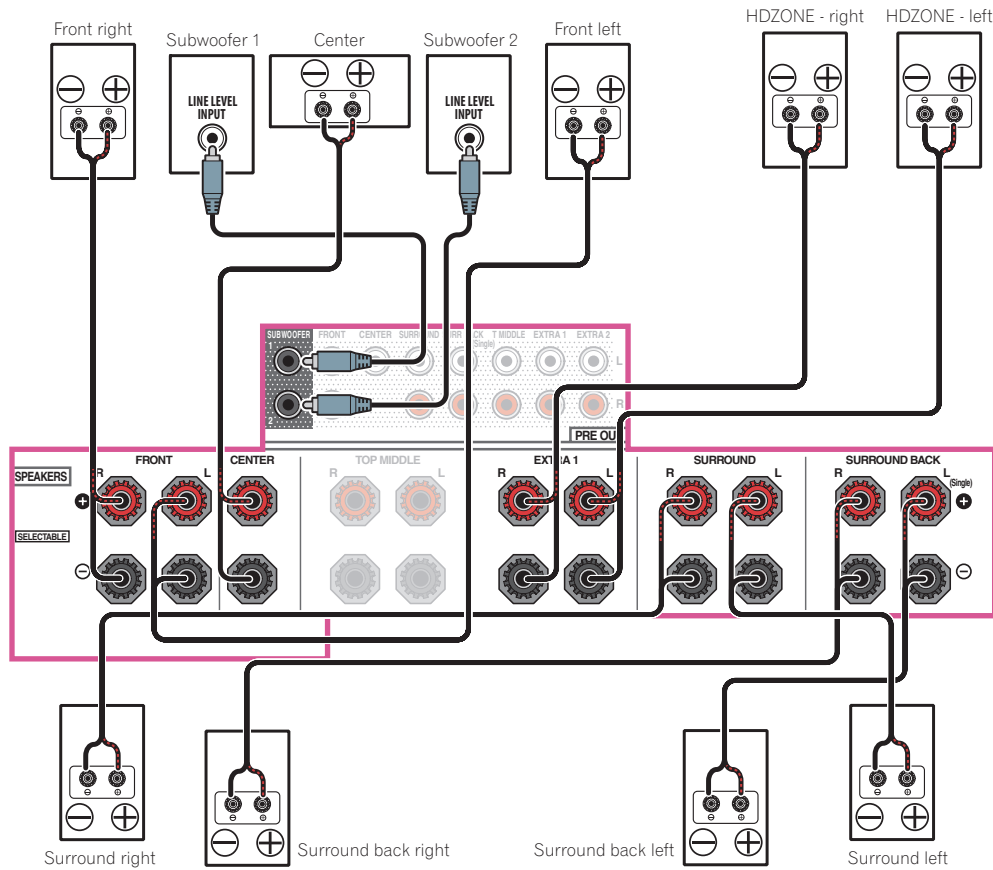 HDZONE - right HDZONE - left
Front right Subwoofer 1 Center Subwoofer 2 Front left
LINE LEVEL
INPUT
LINE LEVEL
INPUT
SUBWOOFER FRONT CENTER SURROUND T MIDDLE EXTRA 1 EXTRA 2
1 (Single)
L
2 R
PRE OU
SPEAKERS FRONT CENTER TOP MIDDLE EXTRA 1 SURROUND SURROUND BACK
R L R L R L R L R L
(Single)
SELECTABLE
Surround right Surround back right Surround back left Surround left